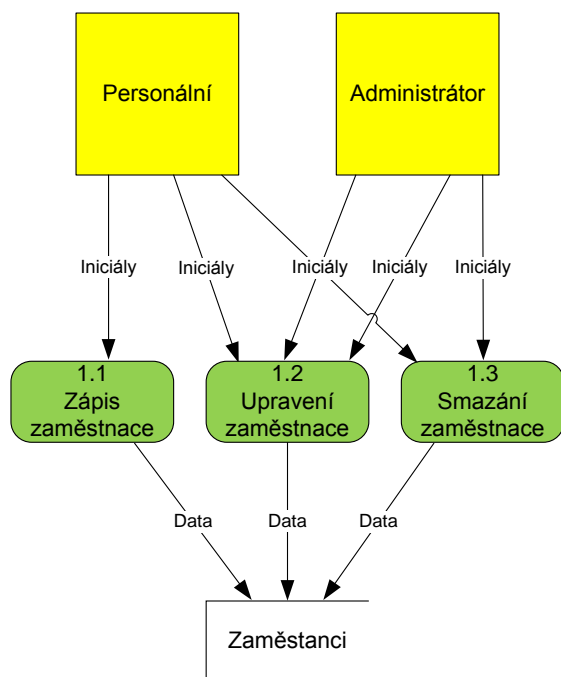 Personální
Administrátor
Iniciály
Iniciály
Iniciály
Iniciály
Iniciály
1.1
Zápis
zaměstnace
1.2
Upravení
zaměstnace
1.3
Smazání
zaměstnace
Data
Data
Data
Zaměstanci